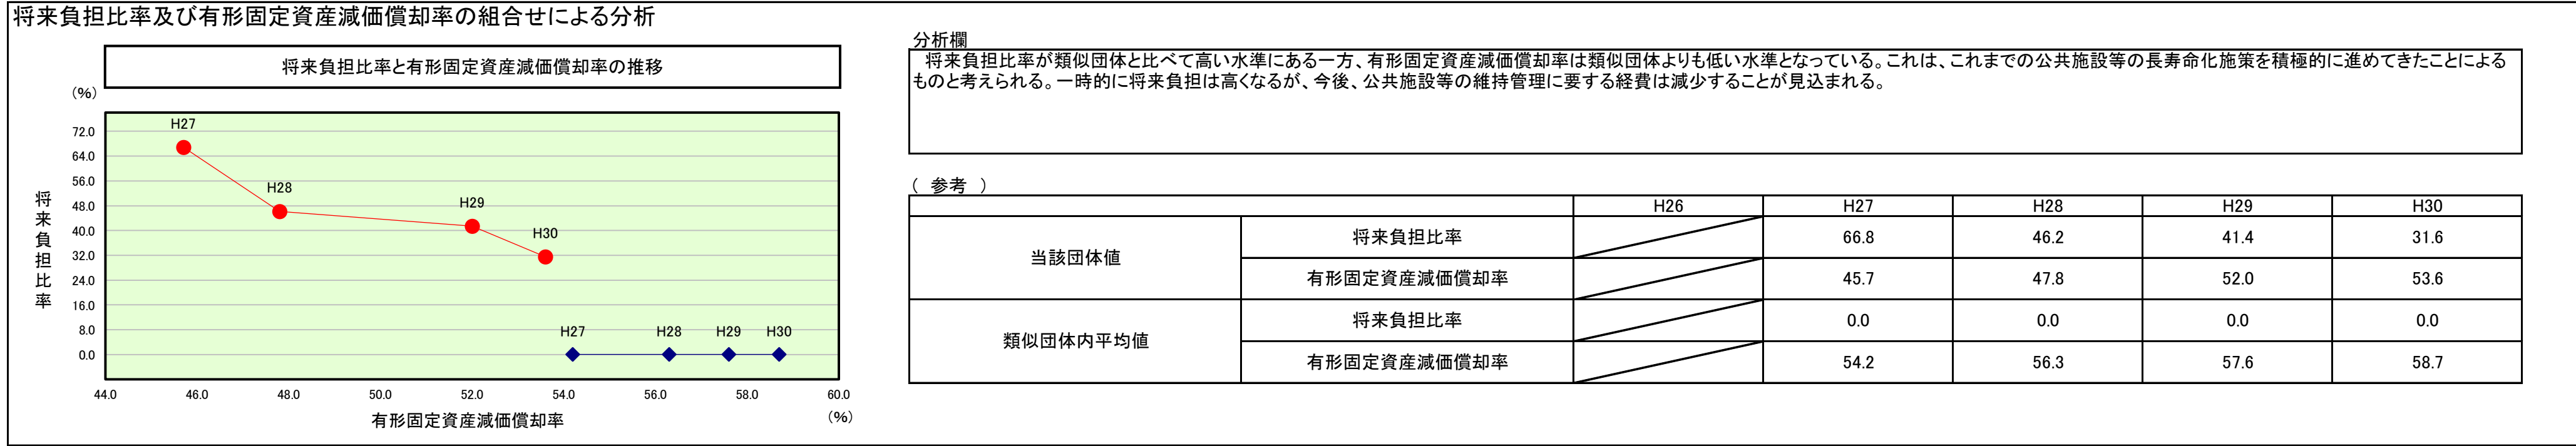 将来負担比率及び有形固定資産減価償却率の組合せによる分析
将来負担比率と有形固定資産減価償却率の推移
(%)
72.0
64.0
56.0
48.0
40.0
32.0
24.0
16.0
8.0
0.0
将来負担比率
H27
H28
H29
H30
H27 H28 H29 H30
44.0 46.0 48.0 50.0 52.0 54.0 56.0 58.0 60.0
有形固定資産減価償却率
(%)
分析欄
将来負担比率が類似団体と比べて高い水準にある一方、有形固定資産減価償却率は類似団体よりも低い水準となっている。これは、これまでの公共施設等の長寿命化施策を積極的に進めてきたことによる
ものと考えられる。一時的に将来負担は高くなるが、今後、公共施設等の維持管理に要する経費は減少することが見込まれる。
( 参考 )
H26 H27 H28 H29 H30
当該団体値
将来負担比率 66.8 46.2 41.4 31.6
有形固定資産減価償却率 45.7 47.8 52.0 53.6
類似団体内平均値
将来負担比率 0.0 0.0 0.0 0.0
有形固定資産減価償却率 54.2 56.3 57.6 58.7